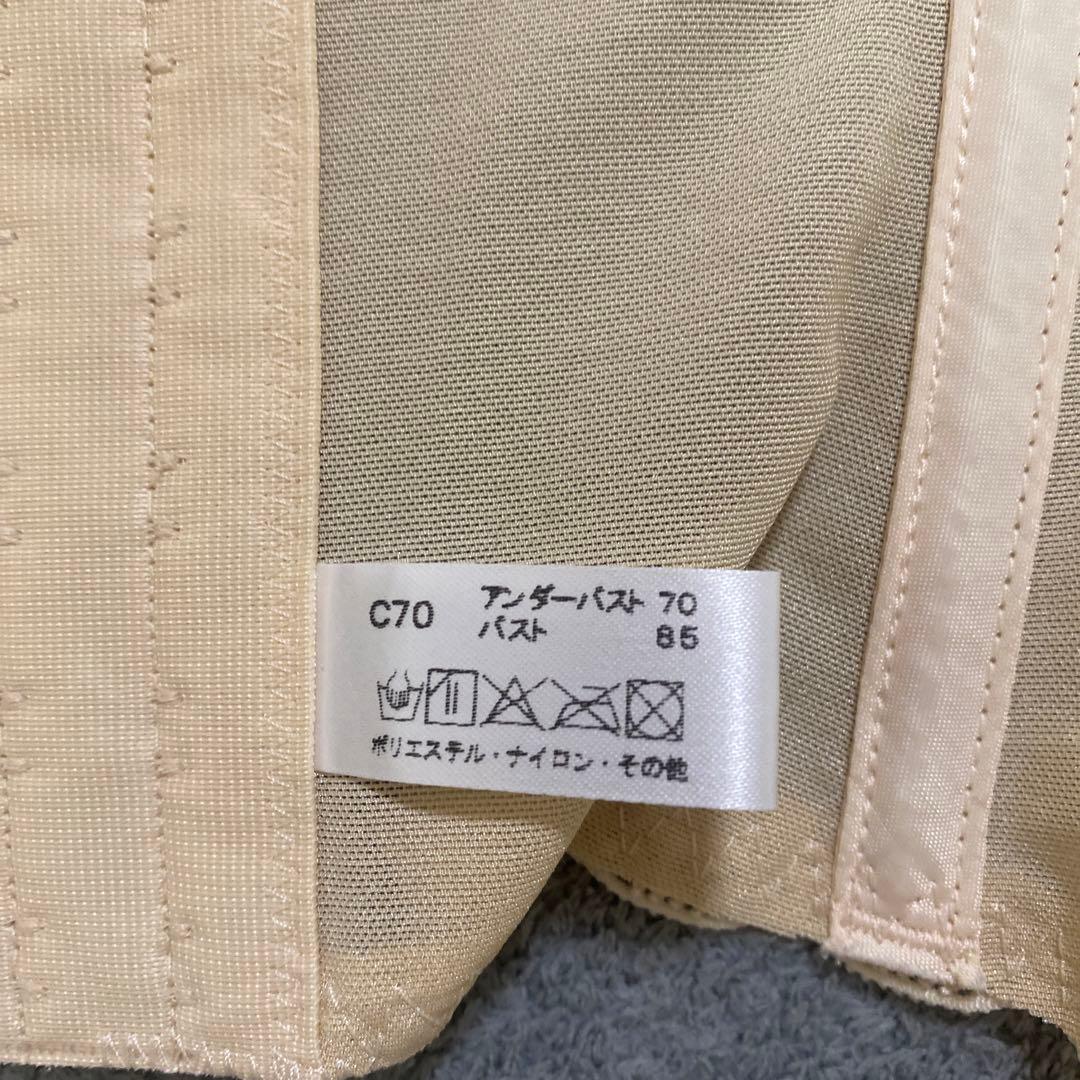 C70 アンダーバスト 70
バスト 85
ポリエステル・ナイロン・その他